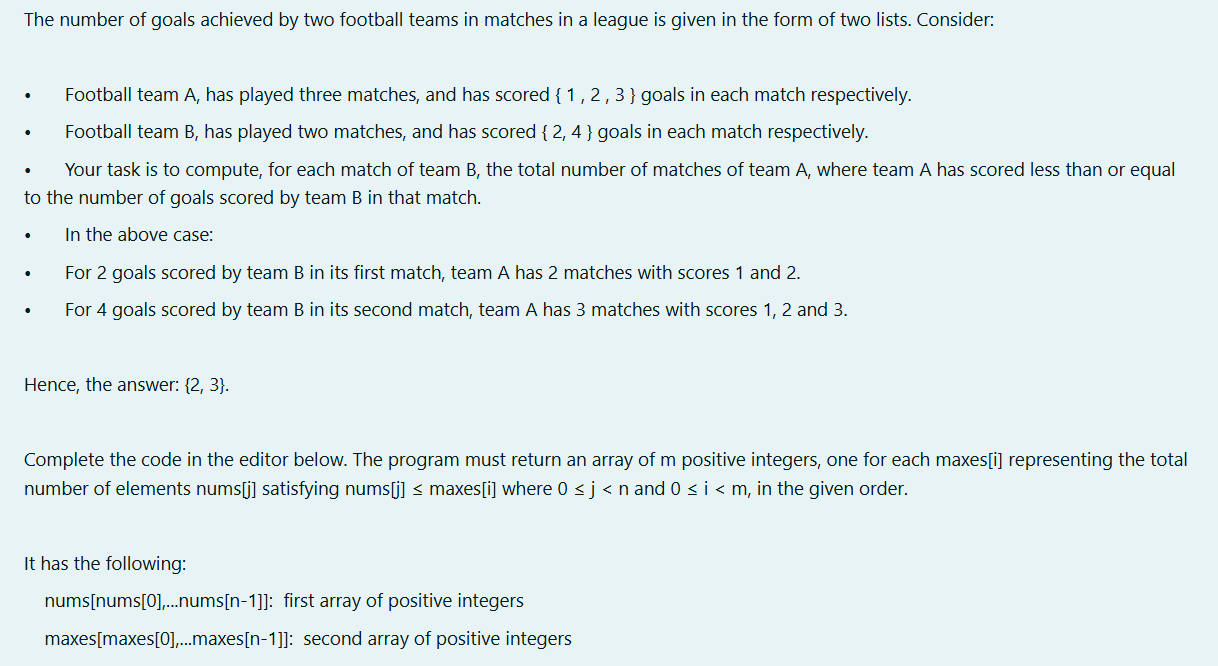 The number of goals achieved by two football teams in matches in a league is given in the form of two lists. Consider:
• Football team A, has played three matches, and has scored { 1 , 2 , 3 } goals in each match respectively.
• Football team B, has played two matches, and has scored { 2, 4 } goals in each match respectively.
• Your task is to compute, for each match of team B, the total number of matches of team A, where team A has scored less than or equal
to the number of goals scored by team B in that match.
• In the above case:
• For 2 goals scored by team B in its first match, team A has 2 matches with scores 1 and 2.
• For 4 goals scored by team B in its second match, team A has 3 matches with scores 1, 2 and 3.
Hence, the answer: {2, 3}.
Complete the code in the editor below. The program must return an array of m positive integers, one for each maxes[i] representing the total
number of elements nums[j] satisfying nums[j] ≤ maxes[i] where 0 ≤ j < n and 0 ≤ i < m, in the given order.
It has the following:
nums[nums[0],...nums[n-1]]: first array of positive integers
maxes[maxes[0],...maxes[n-1]]: second array of positive integers